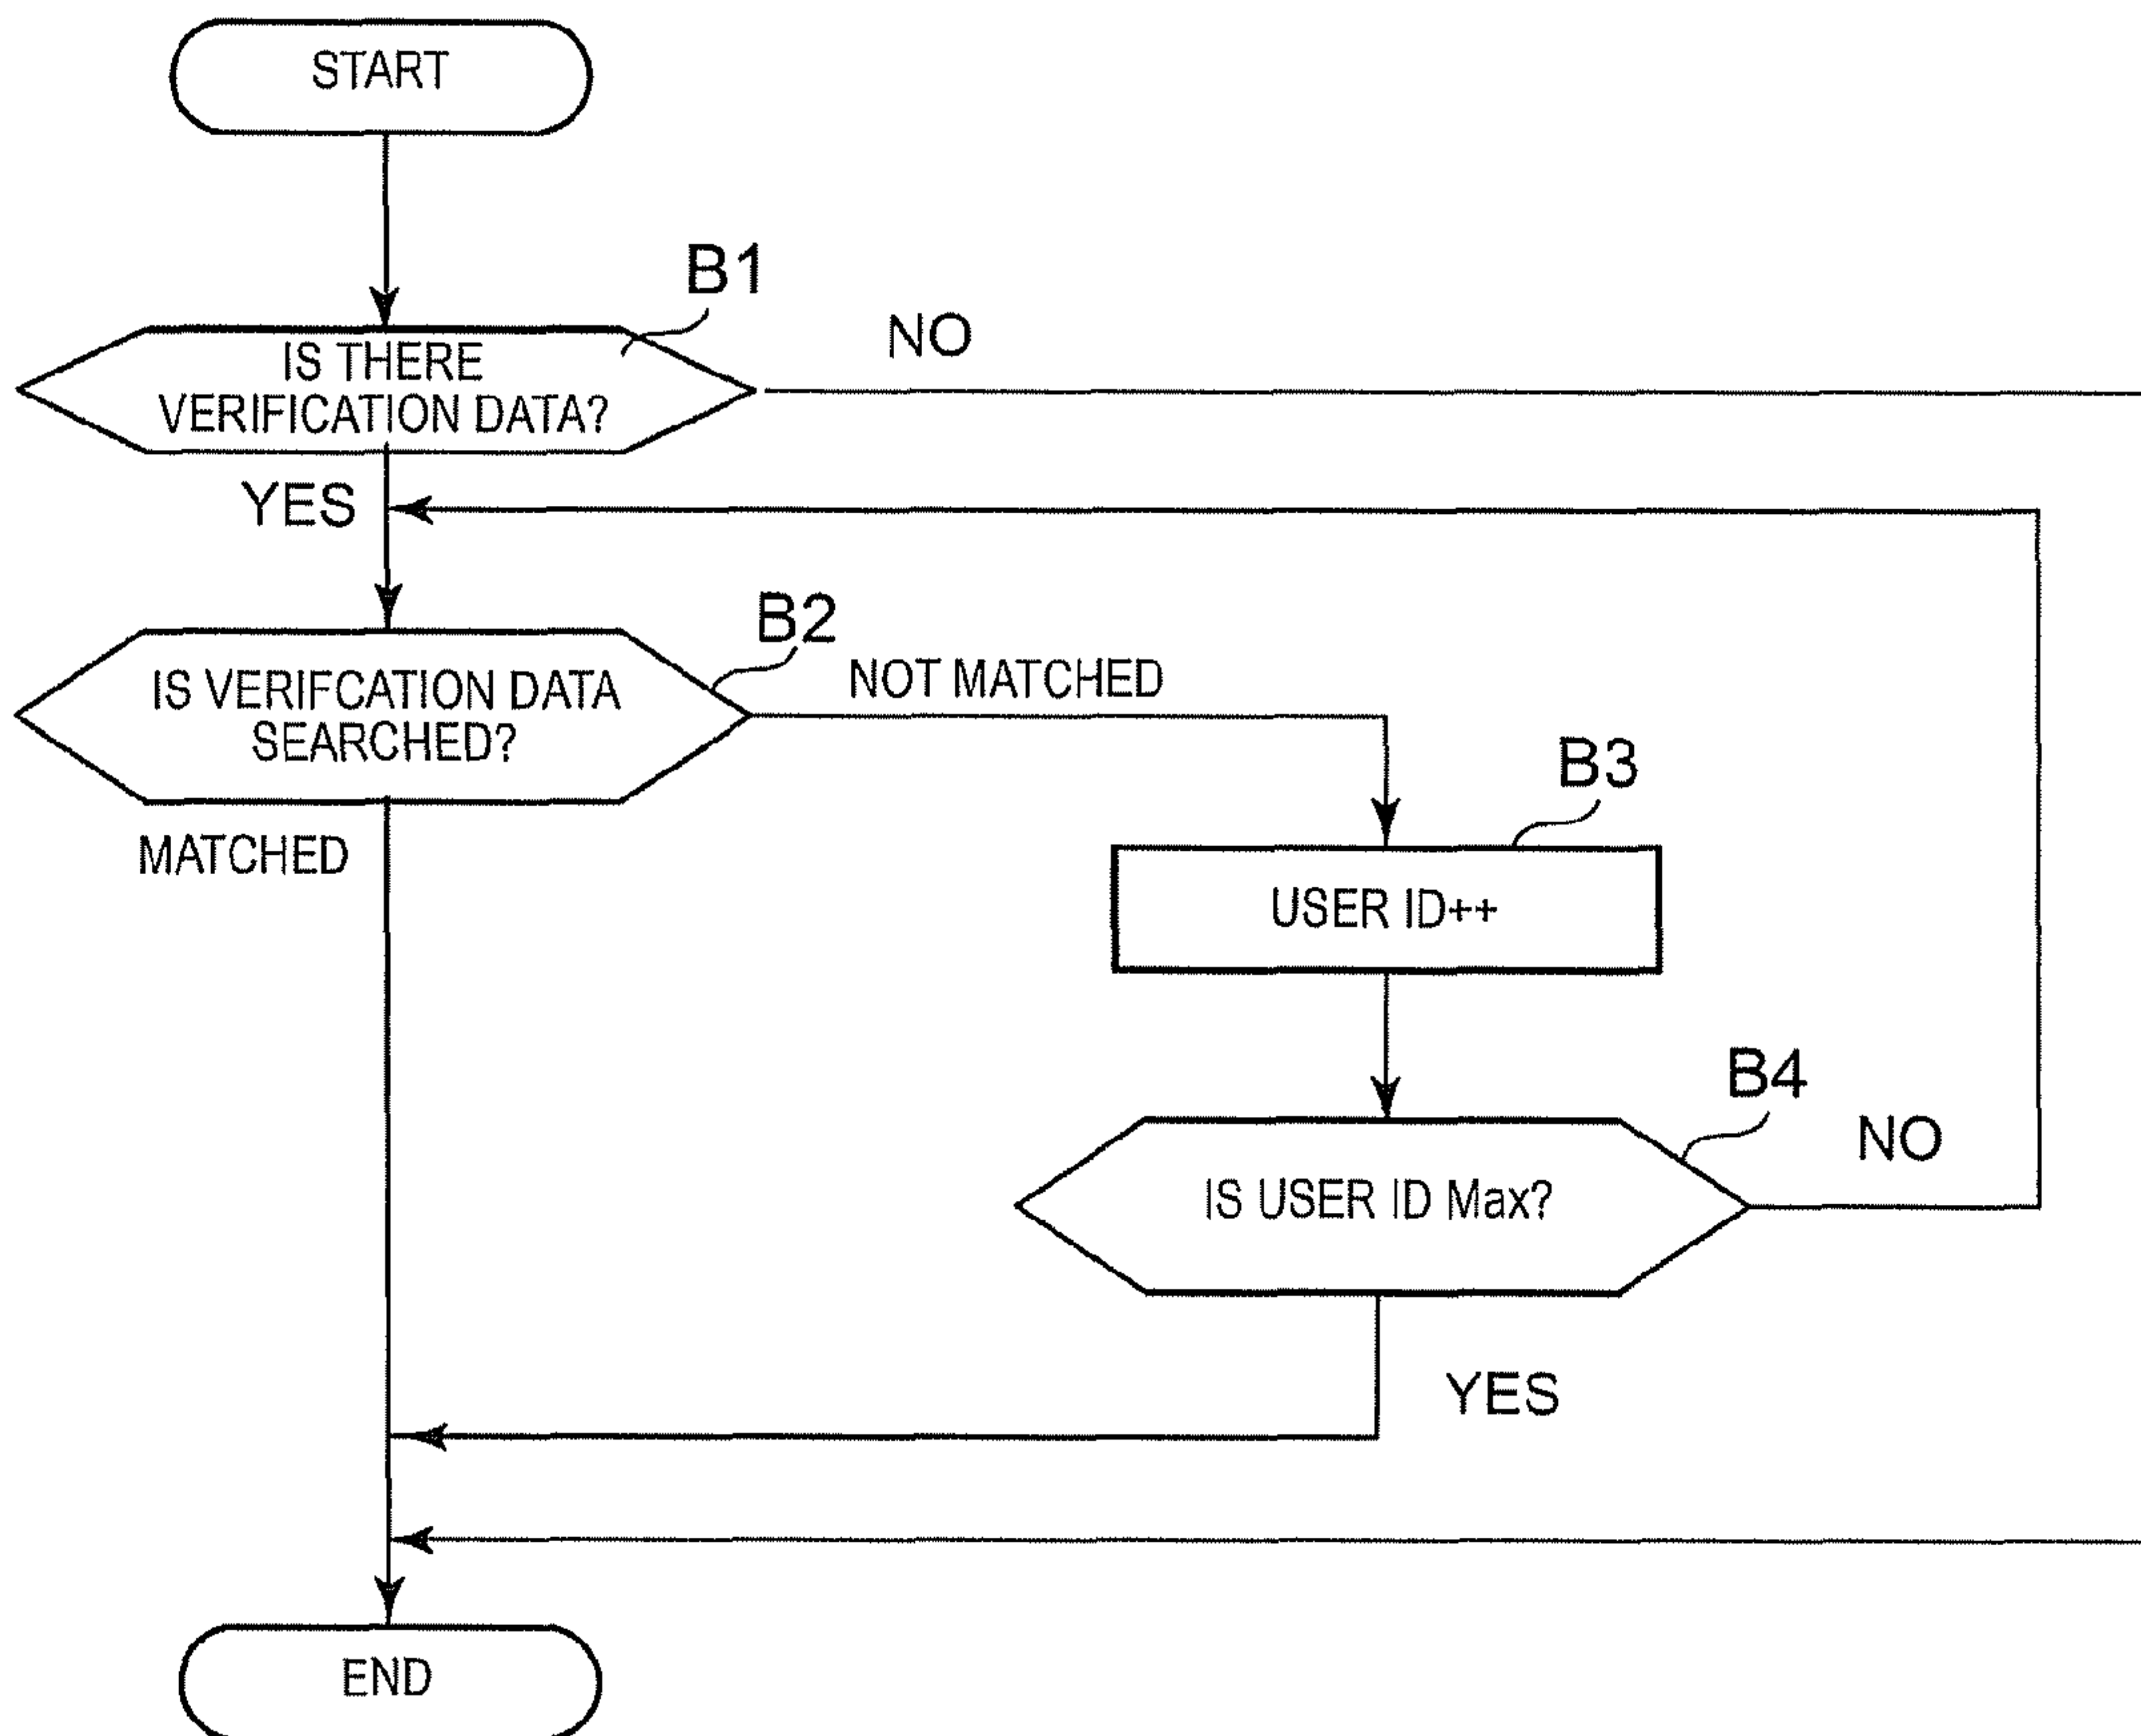 START
B1
NO
IS THERE
VERIFICATION DATA?
YES
B2
IS VERIFCATION DATA
SEARCHED?
NOT MATCHED
B3
MATCHED
USER ID++
B4
NO
IS USER ID Max?
YES
END